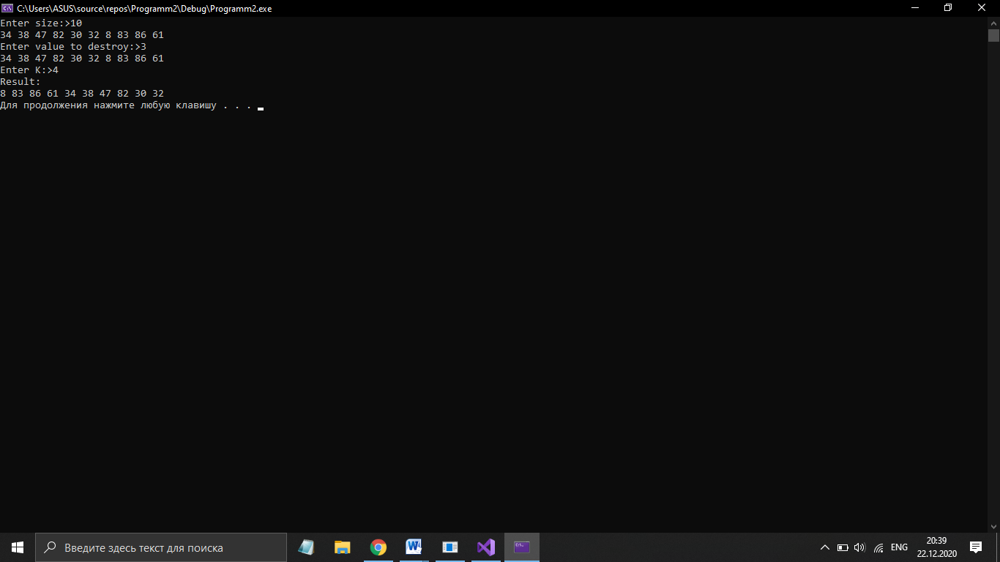 C:\Users\ASUS\source\repos\Programm2\Debug\Programm2.exe
Enter size:>10
34 38 47 82 30 32 8 83 86 61
Enter value to destroy:>3
34 38 47 82 30 32 8 83 86 61
Enter K:>4
Result:
8 83 86 61 34 38 47 82 30 32
Для продолжения нажмите любую клавишу . . .
Введите здесь текст для поиска
ENG
20:39
22.12.2020